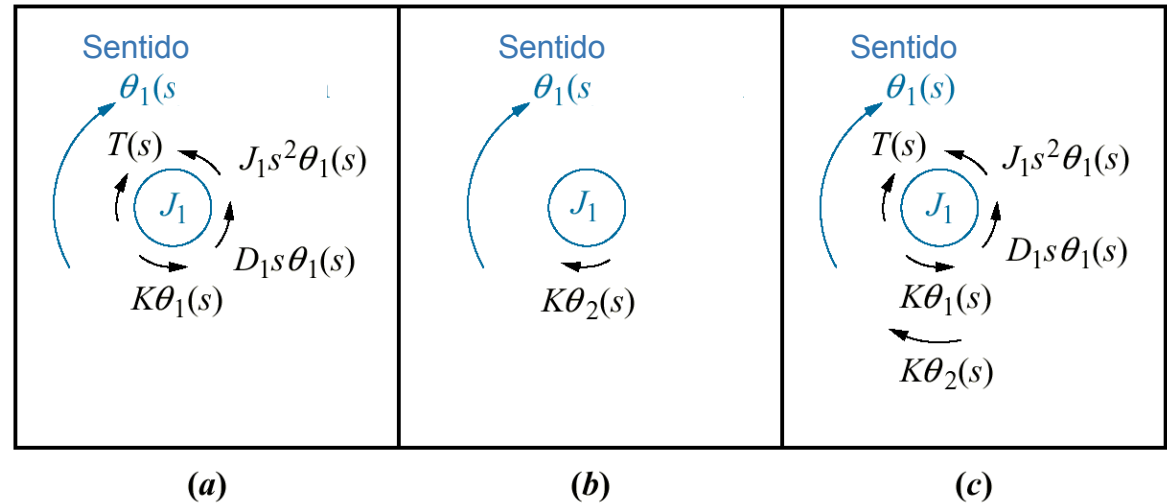 Sentido
θ₁(s
T(s)
J₁s²θ₁(s)
J₁
D₁sθ₁(s)
Kθ₁(s)
(a)
Sentido
θ₁(s
J₁
Kθ₂(s)
(b)
Sentido
θ₁(s)
T(s)
J₁s²θ₁(s)
J₁
D₁sθ₁(s)
Kθ₁(s)
Kθ₂(s)
(c)